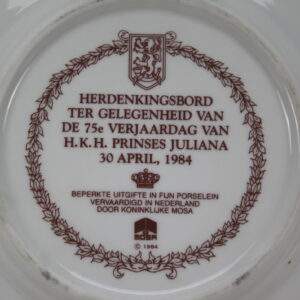 HERDENKINGSBORD
TER GELEGENHEID VAN
DE 75e VERJAARDAG VAN
H.K.H. PRINSES JULIANA
30 APRIL, 1984
BEPERKTE UITGIFTE IN FIJN PORSELEIN
VERVAARDIGD IN NEDERLAND
DOOR KONINKLIJKE MOSA
MOSA
© 1984